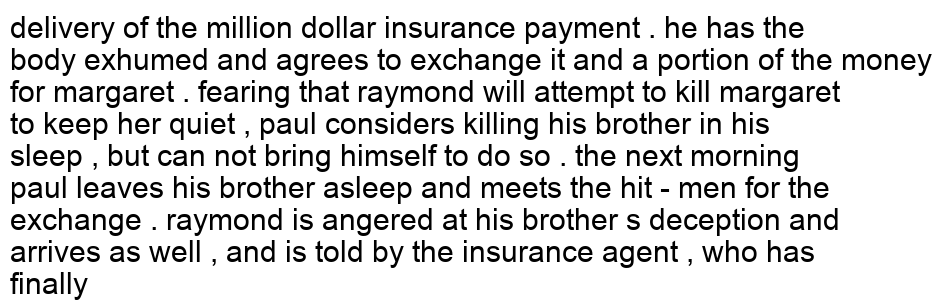 delivery of the million dollar insurance payment . he has the
body exhumed and agrees to exchange it and a portion of the money
for margaret . fearing that raymond will attempt to kill margaret
to keep her quiet , paul considers killing his brother in his
sleep , but can not bring himself to do so . the next morning
paul leaves his brother asleep and meets the hit - men for the
exchange . raymond is angered at his brother s deception and
arrives as well , and is told by the insurance agent , who has
finally